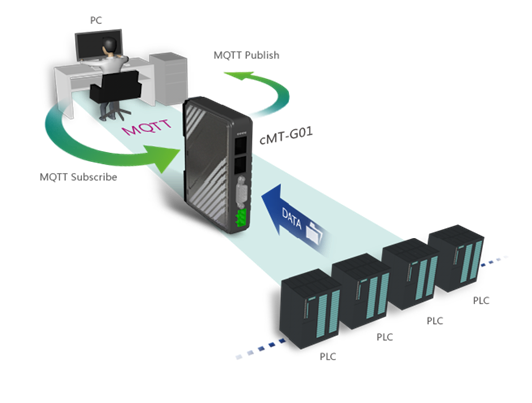 PC
MQTT Publish
MQTT
cMT-G01
MQTT Subscribe
DATA
PLC
PLC
PLC
PLC